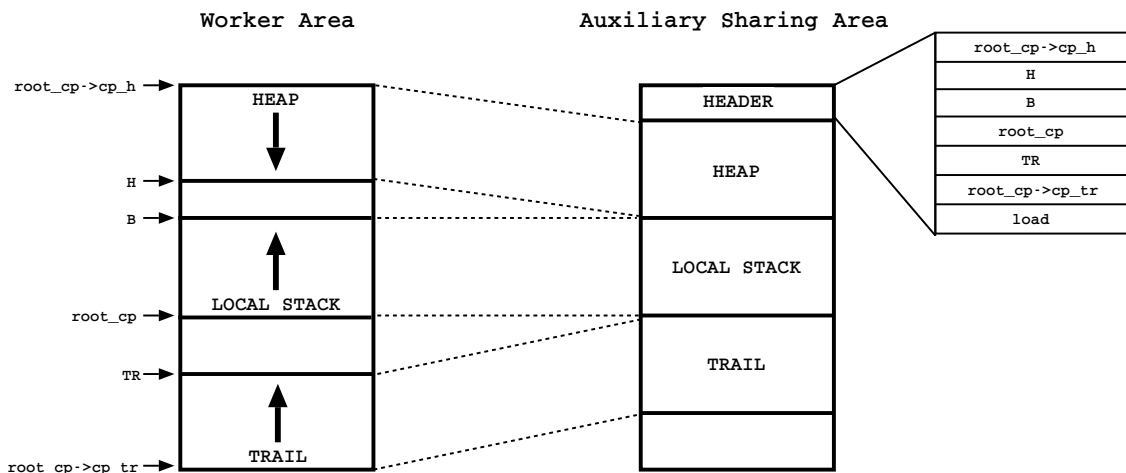 Worker Area
Auxiliary Sharing Area
root_cp->cp_h
H
B
root_cp
TR
root_cp->cp_tr
HEAP
LOCAL STACK
TRAIL
HEADER
HEAP
LOCAL STACK
TRAIL
root_cp->cp_h
H
B
root_cp
TR
root_cp->cp_tr
load